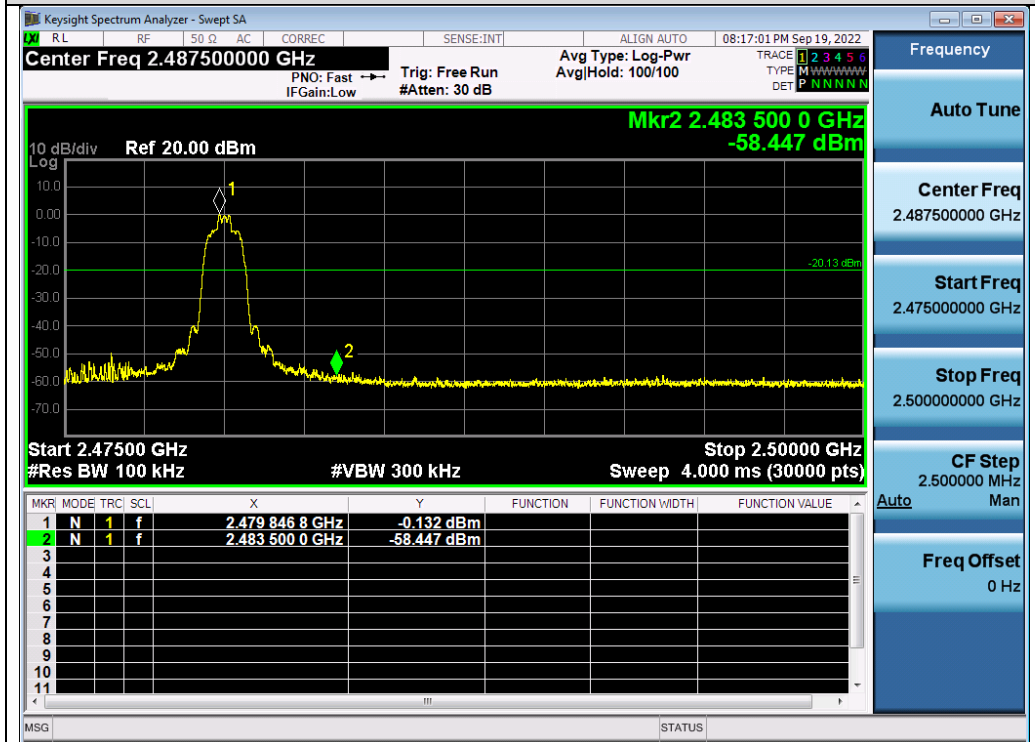 Keysight Spectrum Analyzer - Swept SA
LXI RL RF 50 Ω AC CORREC SENSE:INT ALIGN AUTO 08:17:01 PM Sep 19, 2022
Center Freq 2.487500000 GHz
PNO: Fast
IFGain:Low
Trig: Free Run
#Atten: 30 dB
Avg Type: Log-Pwr
Avg|Hold: 100/100
TRACE 1 2 3 4 5 6
TYPE M W W W W W
DET P N N N N N
Mkr2 2.483 500 0 GHz
-58.447 dBm
10 dB/div Ref 20.00 dBm
Log
10.0
0.00
-10.0
-20.0
-30.0
-40.0
-50.0
-60.0
-70.0
1
2
-20.13 dBm
Start 2.47500 GHz Stop 2.50000 GHz
#Res BW 100 kHz #VBW 300 kHz Sweep 4.000 ms (30000 pts)
MKR MODE TRC SCL X Y FUNCTION FUNCTION WIDTH FUNCTION VALUE
1 N 1 f 2.479 846 8 GHz -0.132 dBm
2 N 1 f 2.483 500 0 GHz -58.447 dBm
3
4
5
6
7
8
9
10
11
MSG STATUS
Frequency
Auto Tune
Center Freq
2.487500000 GHz
Start Freq
2.475000000 GHz
Stop Freq
2.500000000 GHz
CF Step
2.500000 MHz
Auto Man
Freq Offset
0 Hz